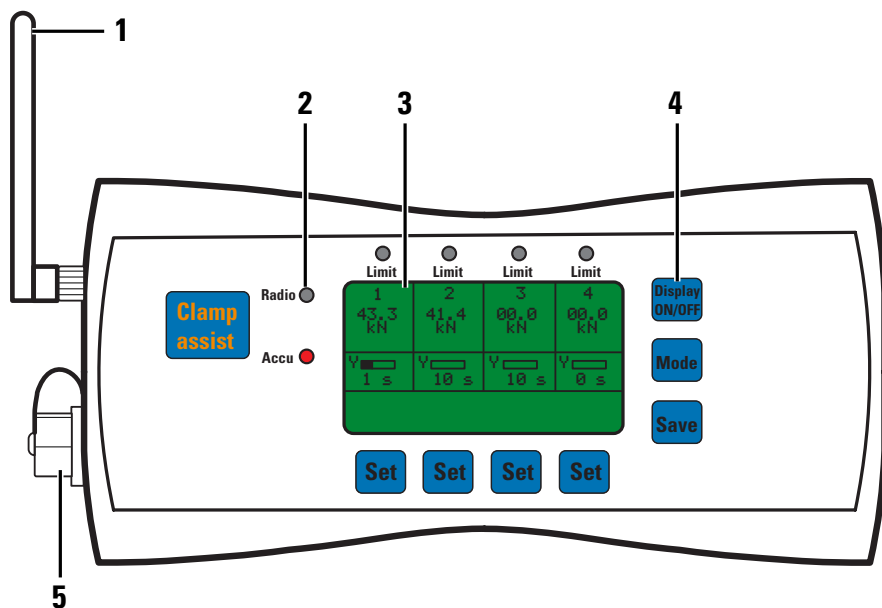 1
2
3
4
Limit Limit Limit Limit
Radio
Clamp
assist
Accu
1 2 3 4
43.3 41.4 00.0 00.0
kN kN kN kN
Y Y Y Y
1 s 10 s 10 s 0 s
Display
ON/OFF
Mode
Save
Set Set Set Set
5